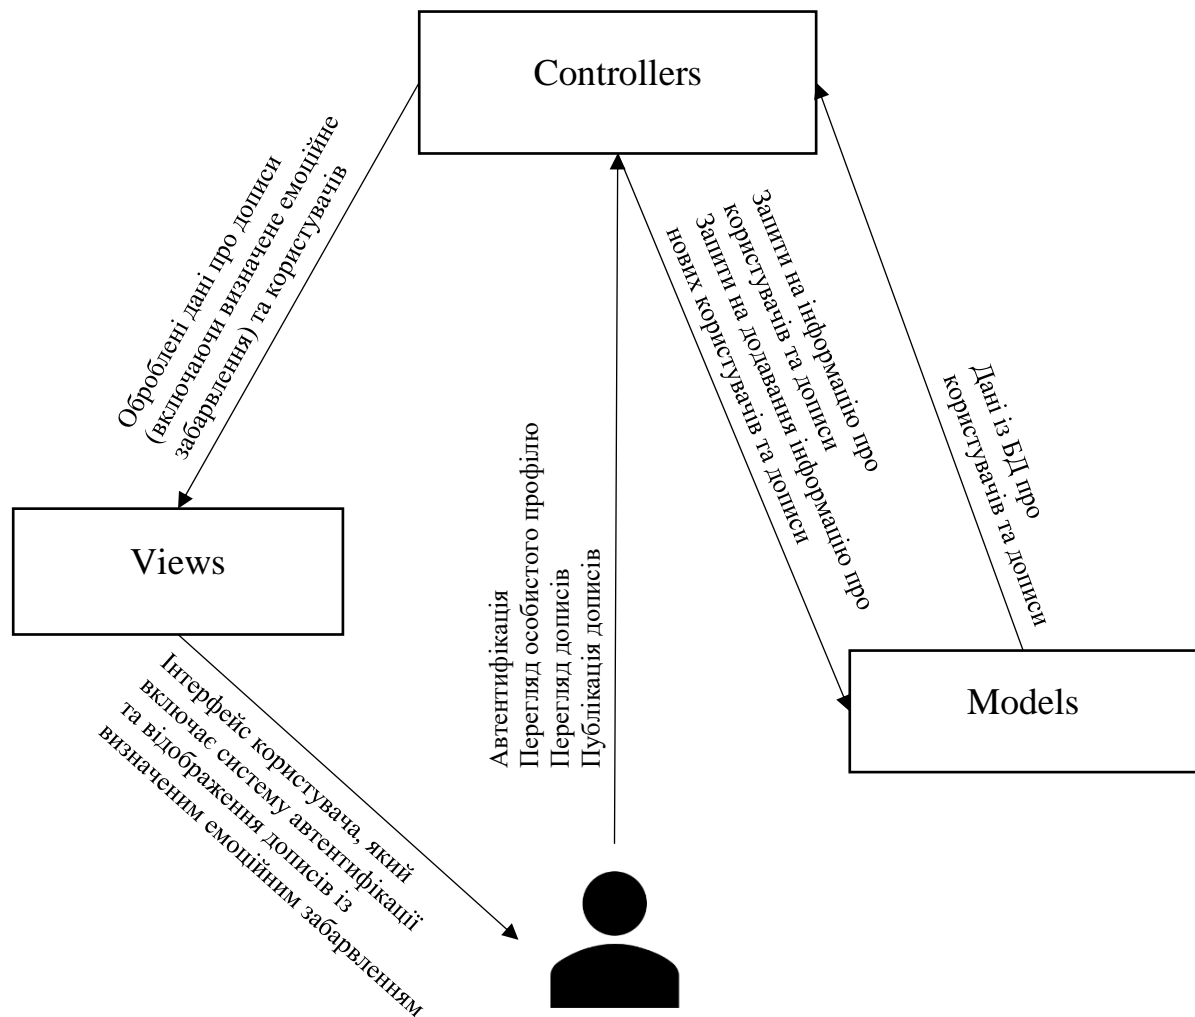 Controllers
Оброблені дані про дописи
(включаючи визначене емоційне
забарвлення) та користувачів
Запити на інформацію про
користувачів та дописи
Запити на додавання інформацію про
нових користувачів та дописи
Дані із БД про
користувачів та дописи
Views
Автентифікація
Перегляд особистого профілю
Перегляд дописів
Публікація дописів
Models
Інтерфейс користувача, який
включає систему автентифікації
та відображення дописів із
визначеним емоційним забарвленням